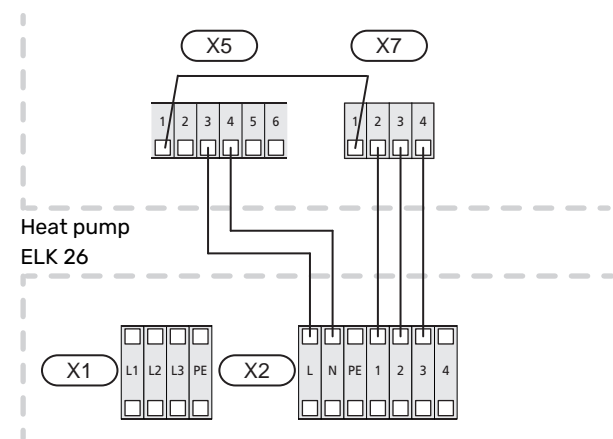 X5 X7
1 2 3 4 5 6 1 2 3 4
Heat pump
ELK 26
X1 L1 L2 L3 PE X2 L N PE 1 2 3 4